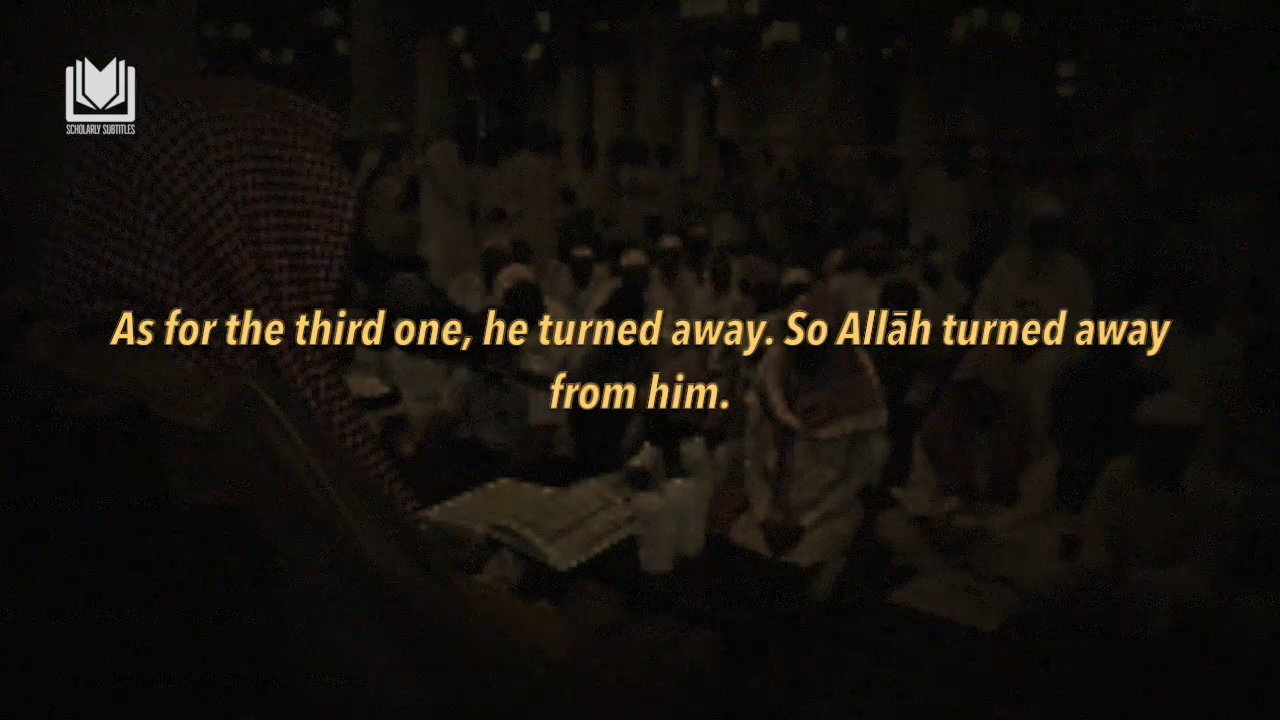 SCHOLARLY SUBTITLES
As for the third one, he turned away. So Allāh turned away
from him.